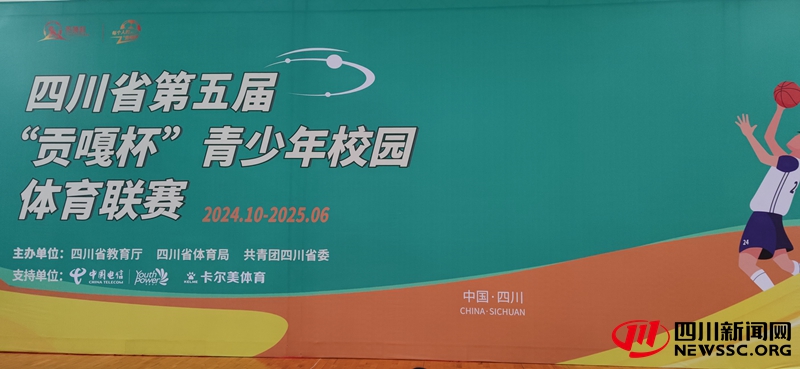 四川省第五届
“贡嘎杯”青少年校园
体育联赛 2024.10-2025.06
主办单位：四川省教育厅 四川省体育局 共青团四川省委
支持单位：中国电信 CHINA TELECOM Youth Power KELME 卡尔美体育
中国·四川
CHINA·SICHUAN
2
24
四川新闻网
NEWSSC.ORG